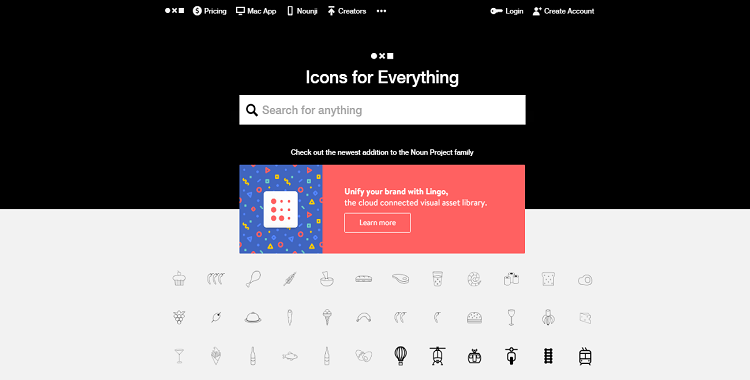 Pricing Mac App Nounji Creators Login Create Account
Icons for Everything
Search for anything
Check out the newest addition to the Noun Project family
Unify your brand with Lingo,
the cloud connected visual asset library.
Learn more